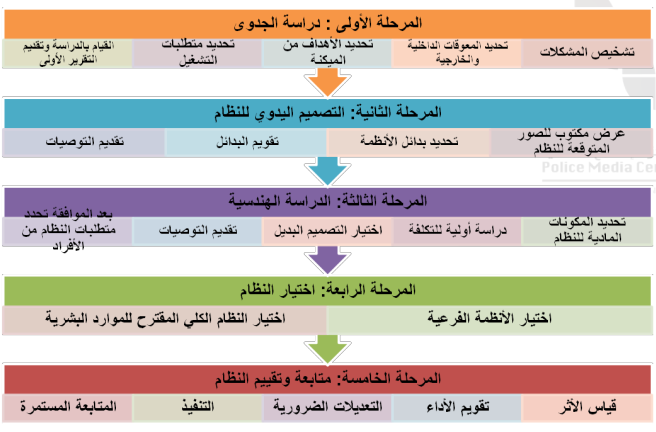 المرحلة الأولى : دراسة الجدوى
تشخيص المشكلات
تحديد المعوقات الداخلية
والخارجية
تحديد الأهداف من
الميكنة
تحديد متطلبات
التشغيل
القيام بالدراسة وتقديم
التقرير الأولى
المرحلة الثانية: التصميم اليدوي للنظام
عرض مكتوب للصور
المتوقعة للنظام
تحديد بدائل الأنظمة
تقويم البدائل
تقديم التوصيات
Police Media Ce
المرحلة الثالثة: الدراسة الهندسية
تحديد المكونات
المادية للنظام
دراسة أولية للتكلفة
اختيار التصميم البديل
تقديم التوصيات
بعد الموافقة تحدد
متطلبات النظام من
الأفراد
المرحلة الرابعة: اختيار النظام
اختيار الأنظمة الفرعية
اختيار النظام الكلي المقترح للموارد البشرية
المرحلة الخامسة: متابعة وتقييم النظام
قياس الأثر
تقويم الأداء
التعديلات الضرورية
التنفيذ
المتابعة المستمرة